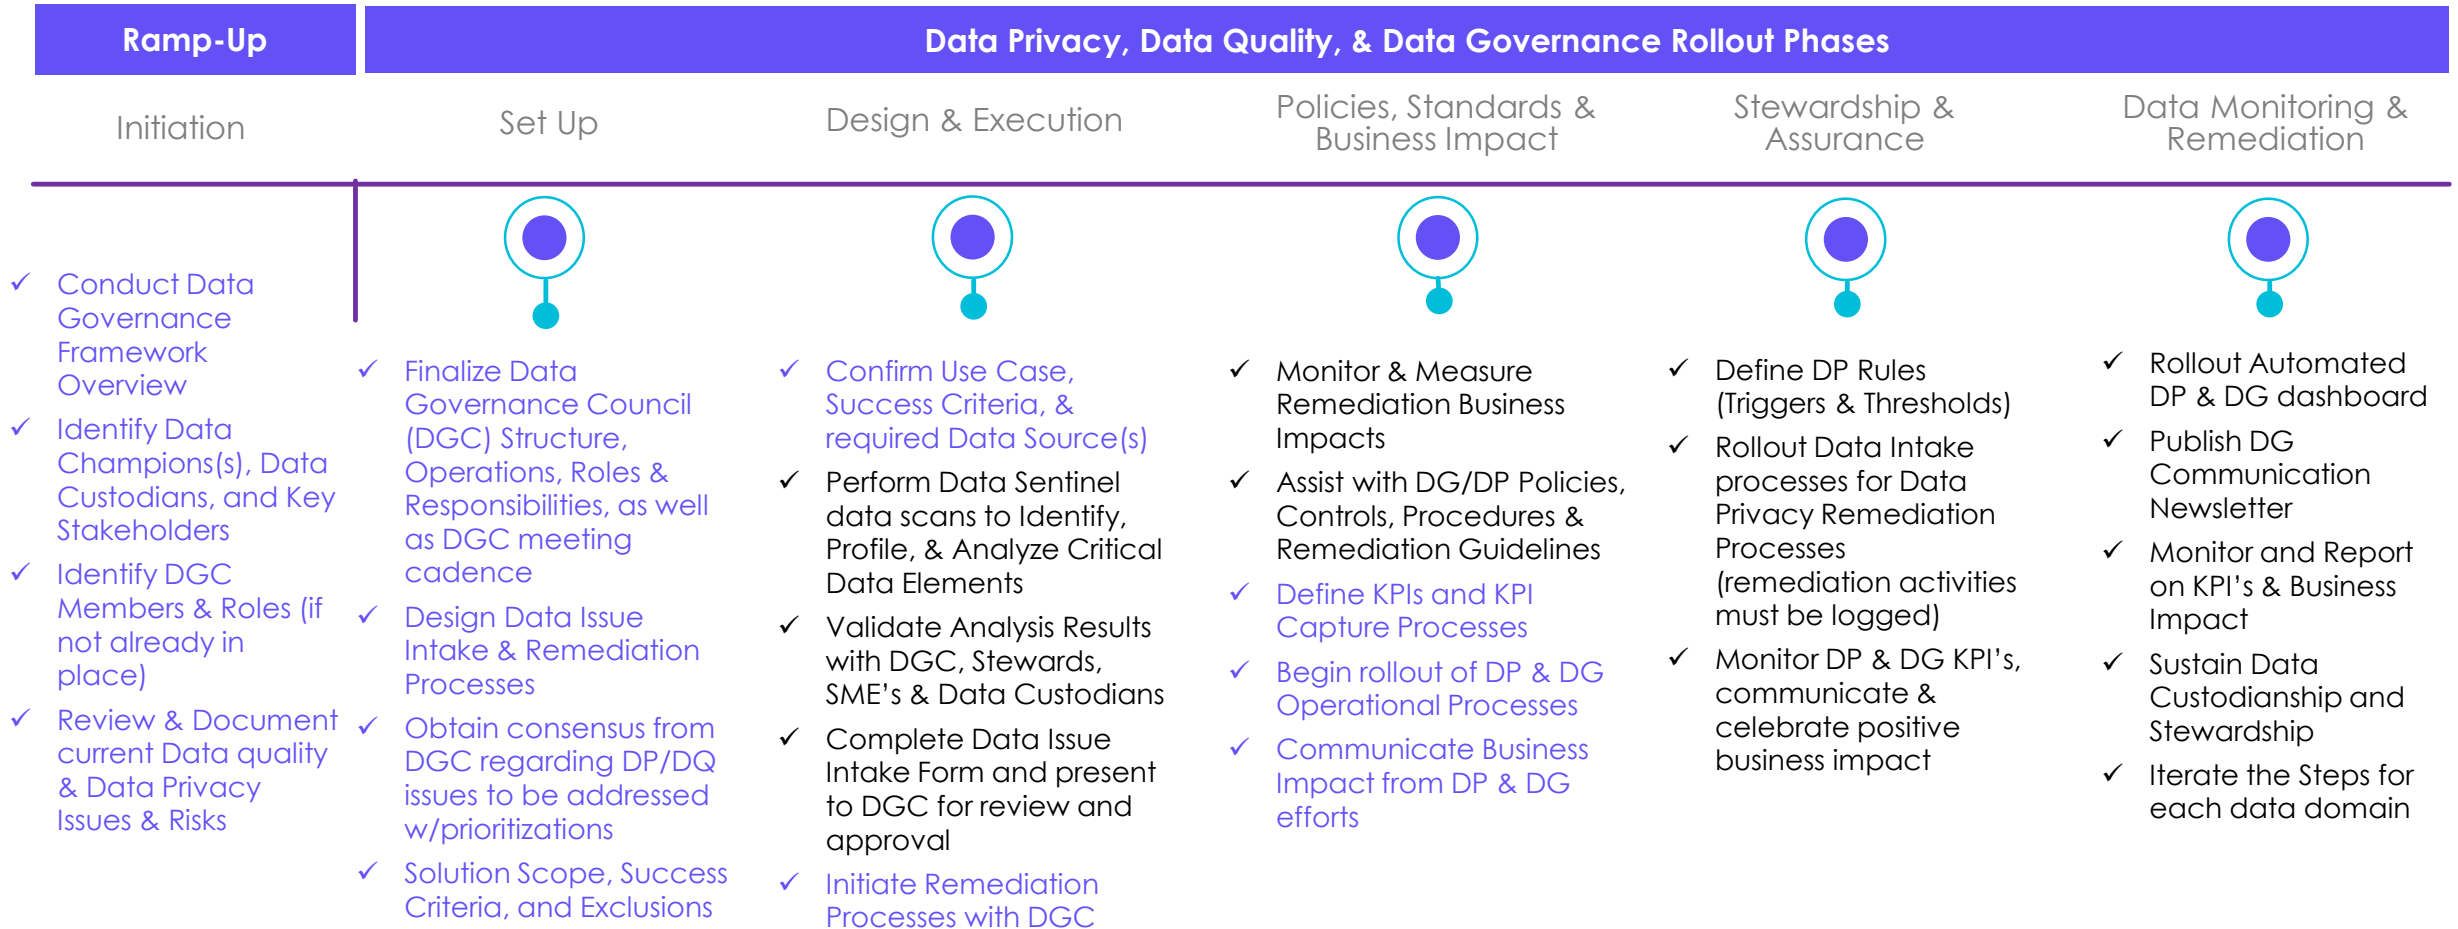 Ramp-Up
Data Privacy, Data Quality, & Data Governance Rollout Phases
Initiation
Set Up
Design & Execution
Policies, Standards &
Business Impact
Stewardship &
Assurance
Data Monitoring &
Remediation
✓ Conduct Data
Governance
Framework
Overview
✓ Identify Data
Champions(s), Data
Custodians, and Key
Stakeholders
✓ Identify DGC
Members & Roles (if
not already in
place)
✓ Review & Document
current Data quality
& Data Privacy
Issues & Risks
✓ Finalize Data
Governance Council
(DGC) Structure,
Operations, Roles &
Responsibilities, as well
as DGC meeting
cadence
✓ Design Data Issue
Intake & Remediation
Processes
✓ Obtain consensus from
DGC regarding DP/DQ
issues to be addressed
w/prioritizations
✓ Solution Scope, Success
Criteria, and Exclusions
✓ Confirm Use Case,
Success Criteria, &
required Data Source(s)
✓ Perform Data Sentinel
data scans to Identify,
Profile, & Analyze Critical
Data Elements
✓ Validate Analysis Results
with DGC, Stewards,
SME's & Data Custodians
✓ Complete Data Issue
Intake Form and present
to DGC for review and
approval
✓ Initiate Remediation
Processes with DGC
✓ Monitor & Measure
Remediation Business
Impacts
✓ Assist with DG/DP Policies,
Controls, Procedures &
Remediation Guidelines
✓ Define KPIs and KPI
Capture Processes
✓ Begin rollout of DP & DG
Operational Processes
✓ Communicate Business
Impact from DP & DG
efforts
✓ Define DP Rules
(Triggers & Thresholds)
✓ Rollout Data Intake
processes for Data
Privacy Remediation
Processes
(remediation activities
must be logged)
✓ Monitor DP & DG KPI's,
communicate &
celebrate positive
business impact
✓ Rollout Automated
DP & DG dashboard
✓ Publish DG
Communication
Newsletter
✓ Monitor and Report
on KPI's & Business
Impact
✓ Sustain Data
Custodianship and
Stewardship
✓ Iterate the Steps for
each data domain